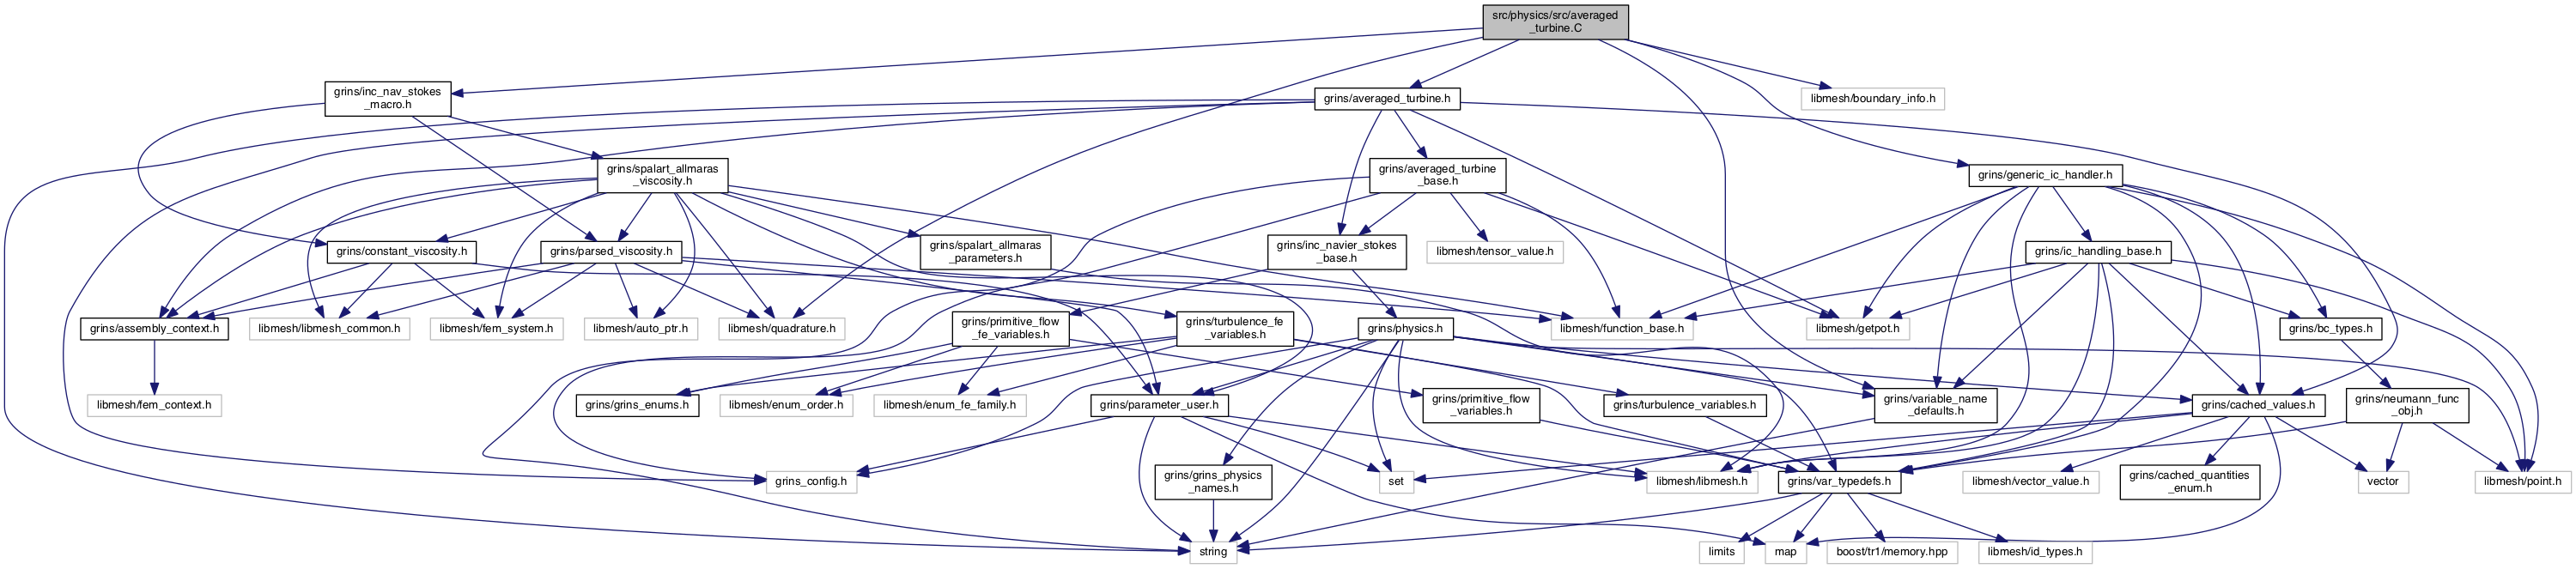 src/physics/src/averaged
_turbine.C
grins/inc_nav_stokes
_macro.h
grins/averaged_turbine.h
libmesh/boundary_info.h
grins/spalart_allmaras
_viscosity.h
grins/averaged_turbine
_base.h
grins/generic_ic_handler.h
grins/constant_viscosity.h
grins/parsed_viscosity.h
grins/spalart_allmaras
_parameters.h
grins/inc_navier_stokes
_base.h
libmesh/tensor_value.h
grins/ic_handling_base.h
grins/assembly_context.h
libmesh/libmesh_common.h
libmesh/fem_system.h
libmesh/auto_ptr.h
libmesh/quadrature.h
grins/primitive_flow
_fe_variables.h
grins/turbulence_fe
_variables.h
grins/physics.h
libmesh/function_base.h
libmesh/getpot.h
grins/bc_types.h
libmesh/fem_context.h
grins/grins_enums.h
libmesh/enum_order.h
libmesh/enum_fe_family.h
grins/parameter_user.h
grins/primitive_flow
_variables.h
grins/turbulence_variables.h
grins/variable_name
_defaults.h
grins/cached_values.h
grins/neumann_func
_obj.h
grins_config.h
grins/grins_physics
_names.h
set
libmesh/libmesh.h
grins/var_typedefs.h
libmesh/vector_value.h
grins/cached_quantities
_enum.h
vector
libmesh/point.h
string
limits
map
boost/tr1/memory.hpp
libmesh/id_types.h